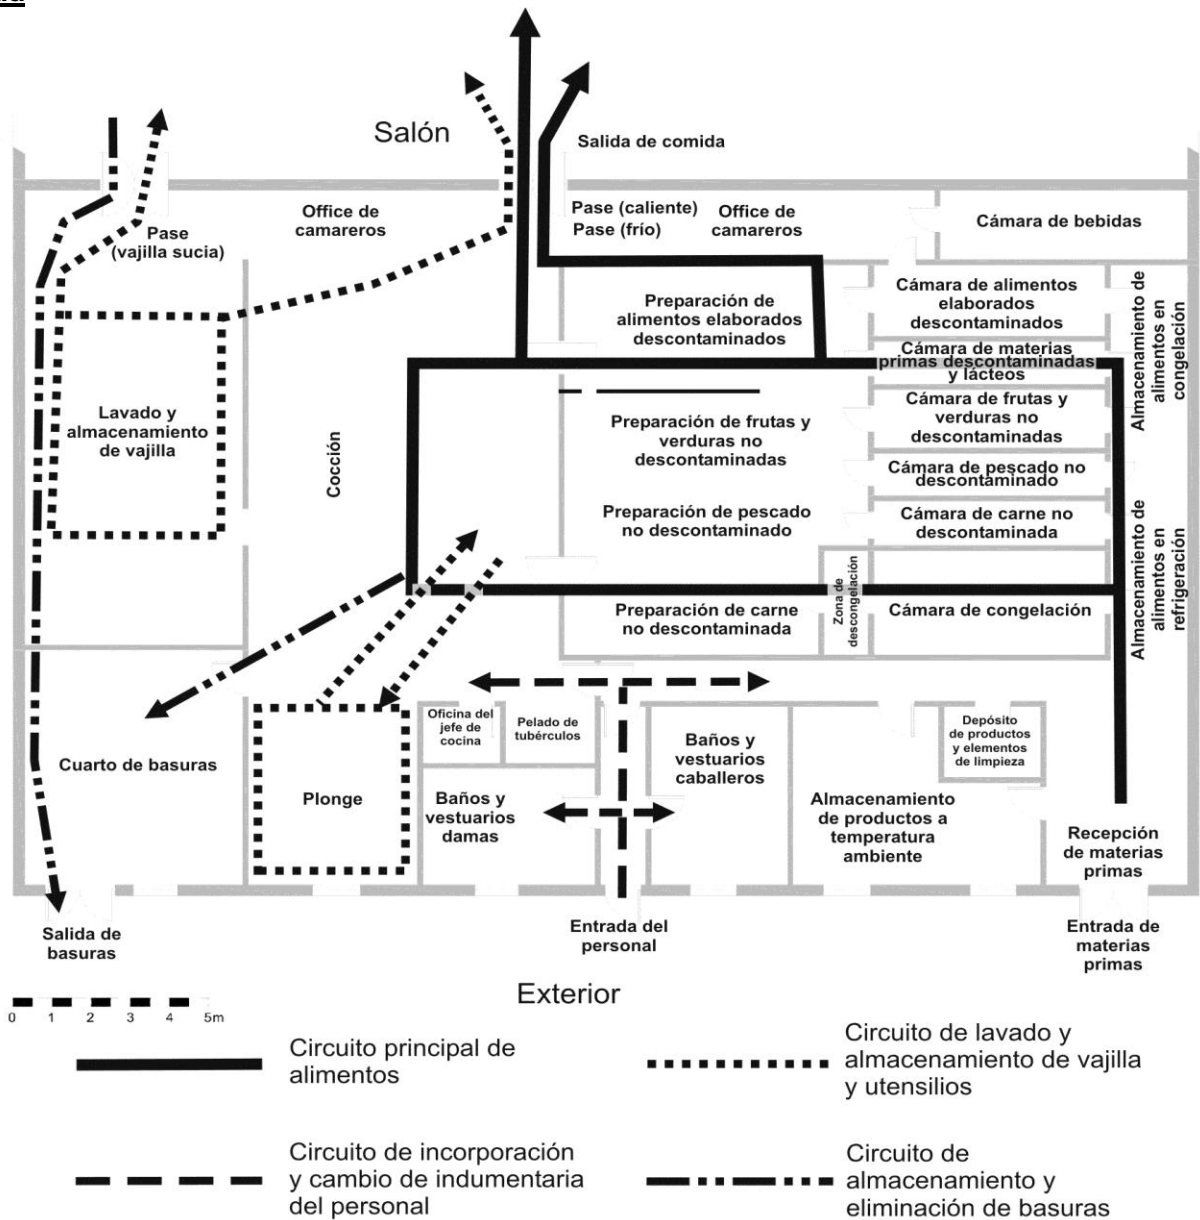 Salón
Salida de comida
Pase
(vajilla sucia)
Office de
camareros
Pase (caliente)
Pase (frío)
Office de
camareros
Cámara de bebidas
Preparación de
alimentos elaborados
descontaminados
Cámara de alimentos
elaborados
descontaminados
Almacenamiento de
alimentos en
congelación
Cámara de materias
primas descontaminadas
y lácteos
Lavado y
almacenamiento
de vajilla
Cocción
Preparación de frutas y
verduras no
descontaminadas
Cámara de frutas y
verduras no
descontaminadas
Cámara de pescado no
descontaminado
Preparación de pescado
no descontaminado
Cámara de carne no
descontaminada
Almacenamiento de
alimentos en
refrigeración
Preparación de carne
no descontaminada
Zona de
descongelación
Cámara de congelación
Cuarto de basuras
Plonge
Oficina del
jefe de
cocina
Pelado de
tubérculos
Baños y
vestuarios
damas
Baños y
vestuarios
caballeros
Depósito
de productos
y elementos
de limpieza
Almacenamiento
de productos a
temperatura
ambiente
Recepción
de materias
primas
Salida de
basuras
Entrada del
personal
Entrada de
materias
primas
Exterior
0 1 2 3 4 5m
Circuito principal de
alimentos
Circuito de lavado y
almacenamiento de vajilla
y utensilios
Circuito de incorporación
y cambio de indumentaria
del personal
Circuito de
almacenamiento y
eliminación de basuras